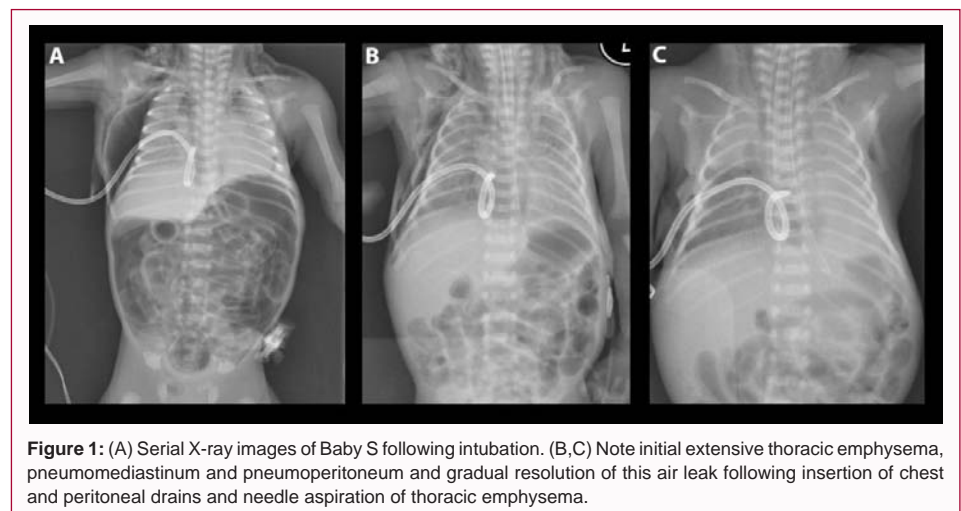 A
B
C
Figure 1: (A) Serial X-ray images of Baby S following intubation. (B,C) Note initial extensive thoracic emphysema,
pneumomediastinum and pneumoperitoneum and gradual resolution of this air leak following insertion of chest
and peritoneal drains and needle aspiration of thoracic emphysema.